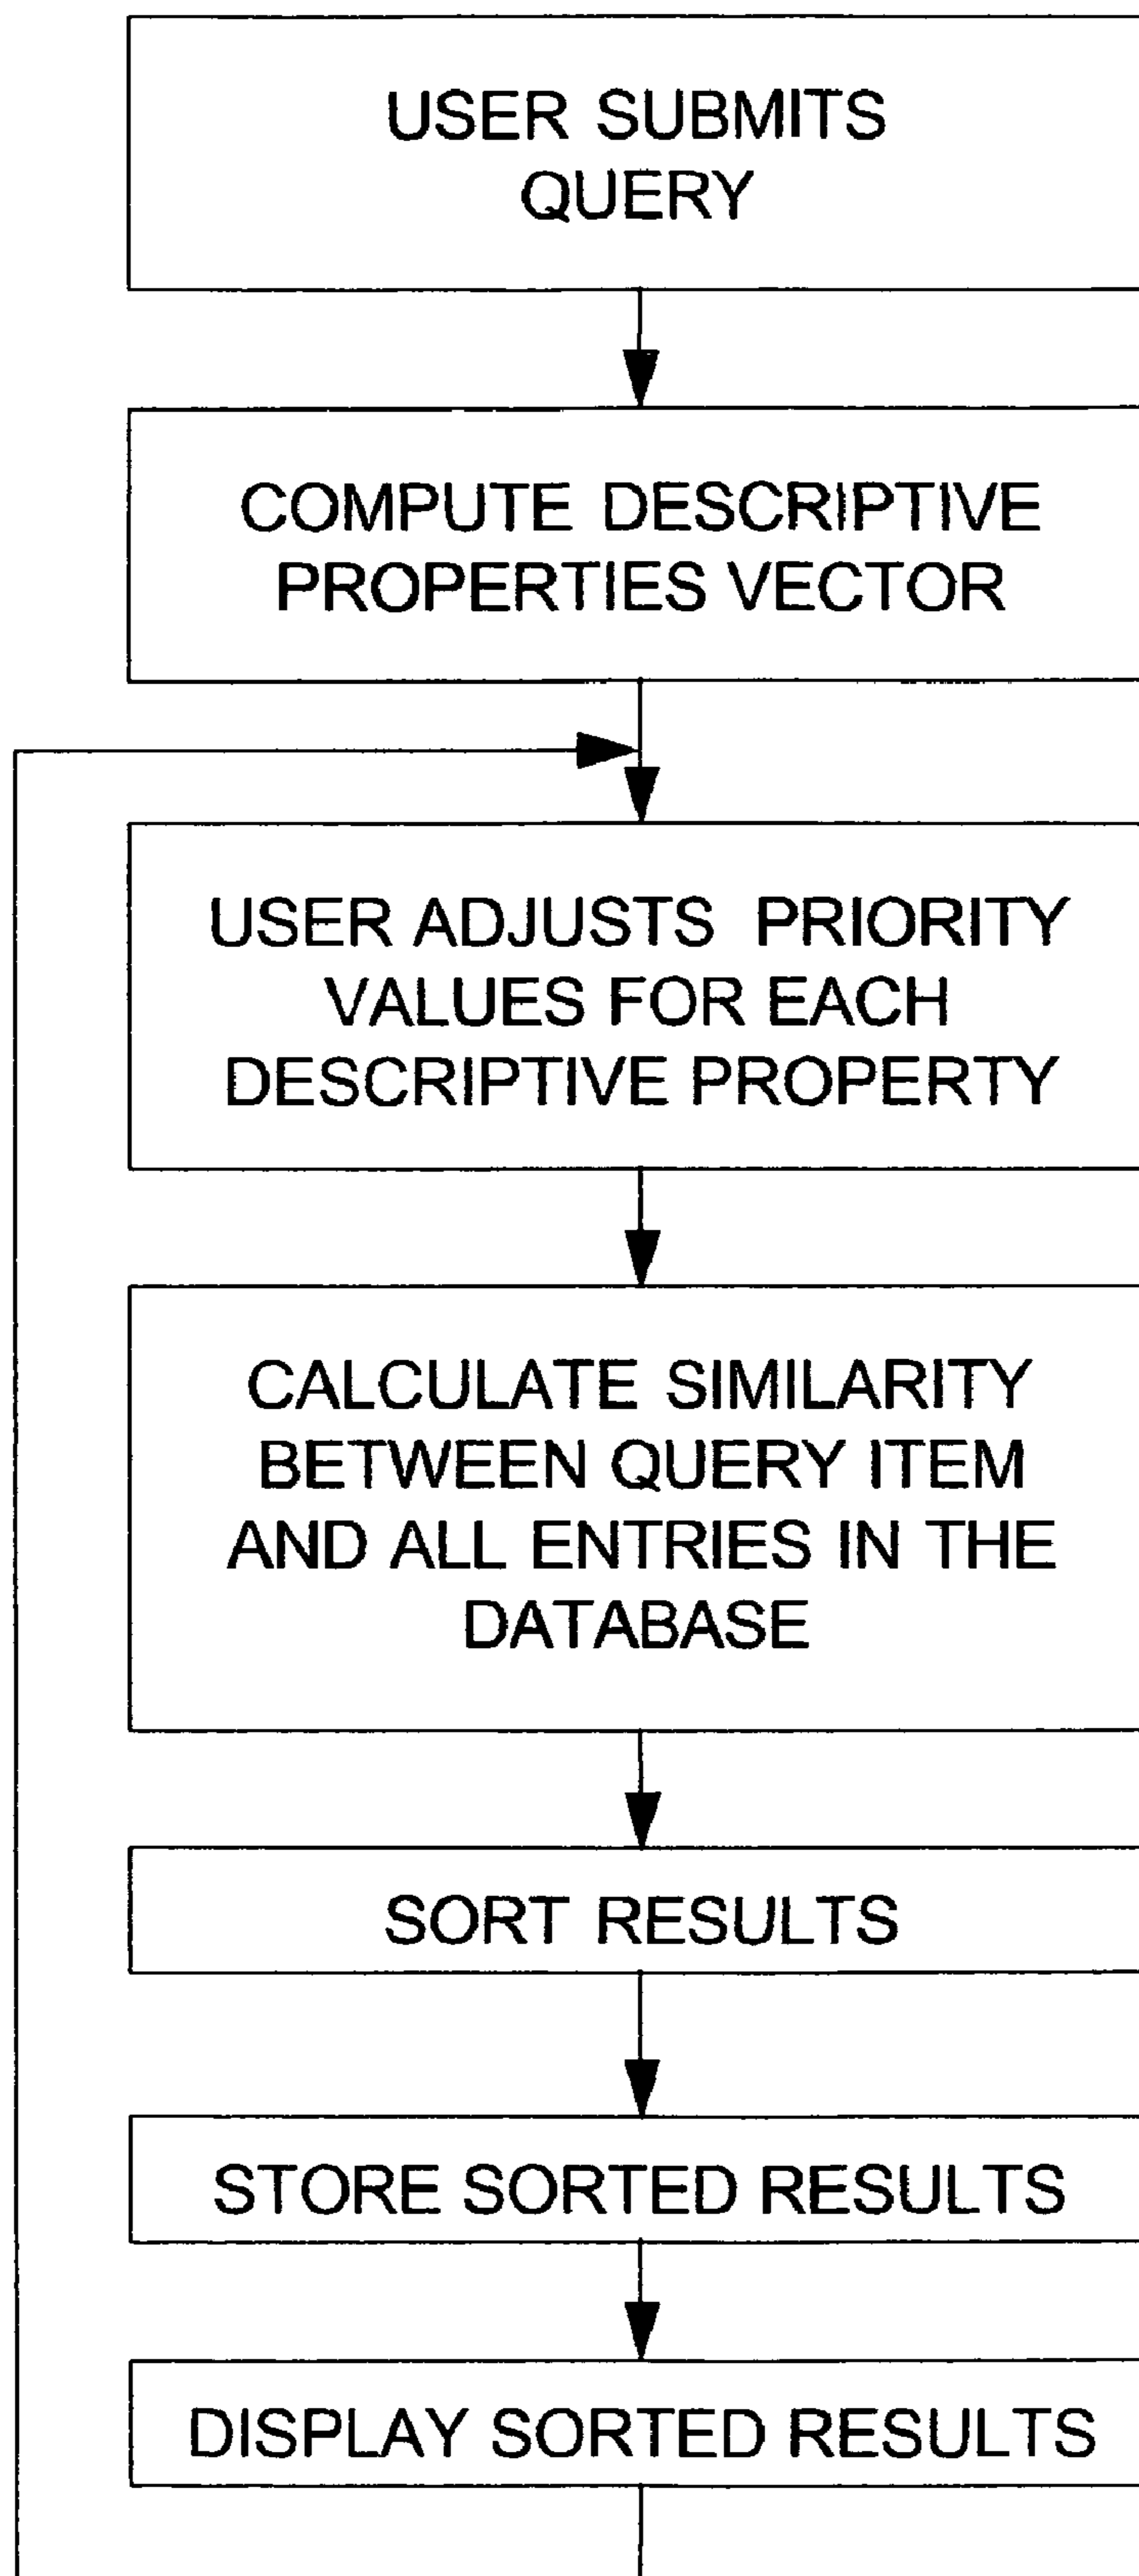 USER SUBMITS
QUERY
COMPUTE DESCRIPTIVE
PROPERTIES VECTOR
USER ADJUSTS PRIORITY
VALUES FOR EACH
DESCRIPTIVE PROPERTY
CALCULATE SIMILARITY
BETWEEN QUERY ITEM
AND ALL ENTRIES IN THE
DATABASE
SORT RESULTS
STORE SORTED RESULTS
DISPLAY SORTED RESULTS